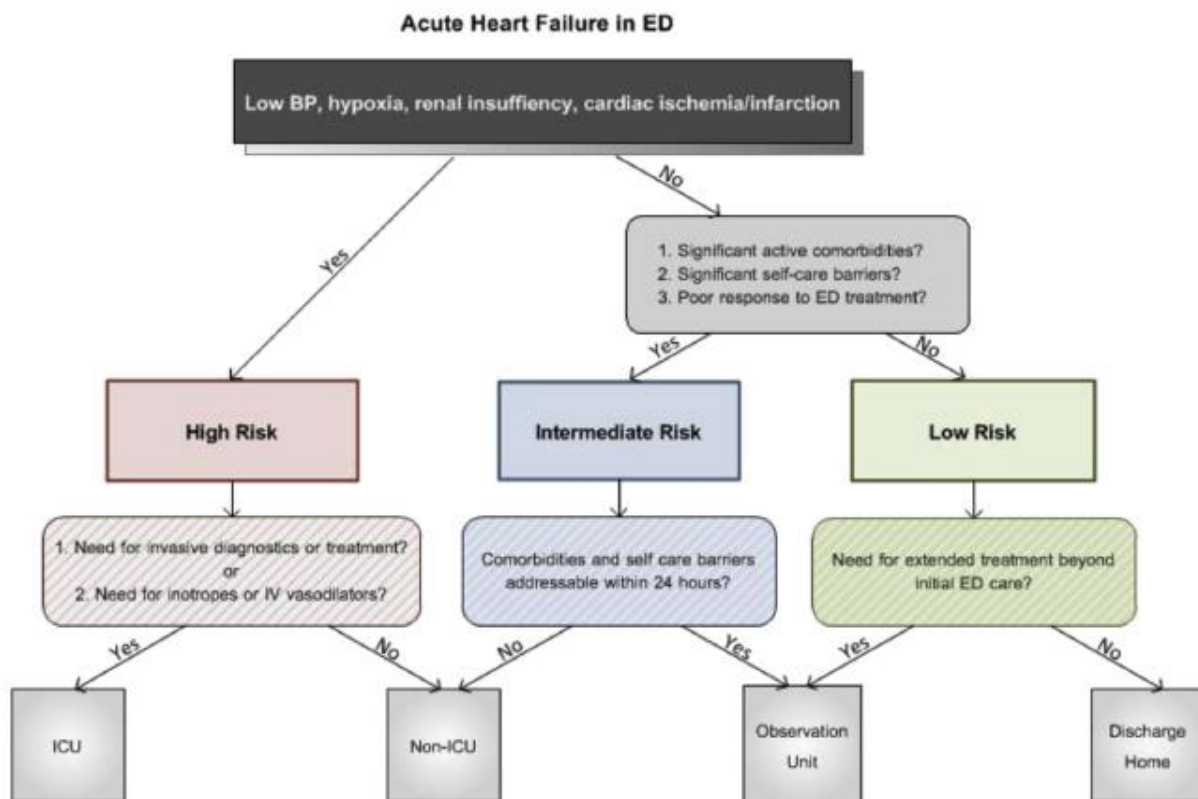 Acute Heart Failure in ED
Low BP, hypoxia, renal insuffiency, cardiac ischemia/infarction
No
Yes
1. Significant active comorbidities?
2. Significant self-care barriers?
3. Poor response to ED treatment?
Yes
No
High Risk
Intermediate Risk
Low Risk
1. Need for invasive diagnostics or treatment?
or
2. Need for inotropes or IV vasodilators?
Comorbidities and self care barriers
addressable within 24 hours?
Need for extended treatment beyond
initial ED care?
Yes
No
No
Yes
Yes
No
ICU
Non-ICU
Observation
Unit
Discharge
Home